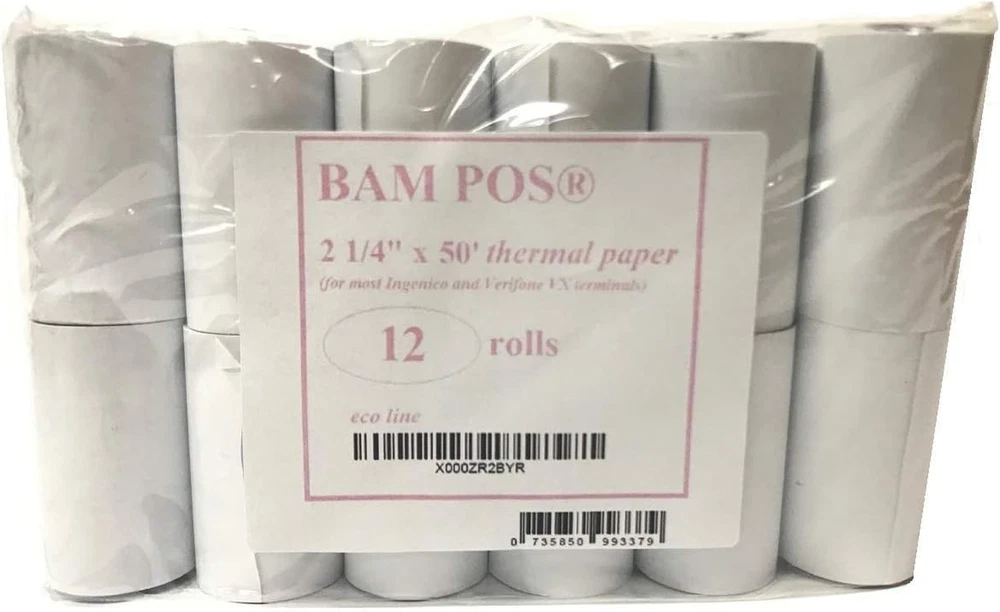 BAM POS®
2 1/4" x 50' thermal paper
(for most Ingenico and Verifone VX terminals)
12 rolls
eco line
X000ZR2BYR
0 735850 993379